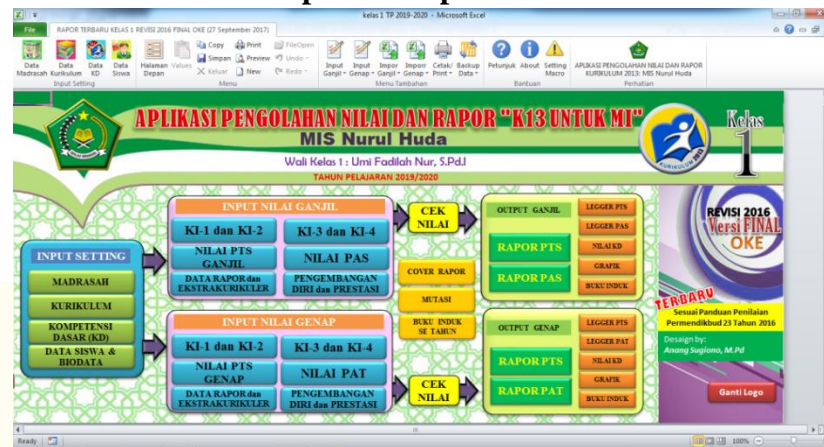 kelas 1 TP 2019-2020 - Microsoft Excel
File
RAPOR TERBARU KELAS 1 REVISI 2016 FINAL OKE (27 September 2017)
Data Madrasah
Data Kurikulum
Data KD
Data Siswa
Input Setting
Halaman Depan
Values
Copy
Simpan
Keluar
Print
Preview
New
FileOpen
Undo
Redo
Menu
Input Ganjil
Input Genap
Impor Ganjil
Impor Genap
Cetak/ Print
Backup Data
Menu Tambahan
Petunjuk
About
Setting Macro
Bantuan
APLIKASI PENGOLAHAN NILAI DAN RAPOR
KURIKULUM 2013: MIS Nurul Huda
Perhatian
APLIKASI PENGOLAHAN NILAI DAN RAPOR "K13 UNTUK MI"
MIS Nurul Huda
Wali Kelas 1 : Umi Fadilah Nur, S.Pd.I
TAHUN PELAJARAN 2019/2020
KURIKULUM 2013
Kelas
1
INPUT SETTING
MADRASAH
KURIKULUM
KOMPETENSI
DASAR (KD)
DATA SISWA &
BIODATA
INPUT NILAI GANJIL
KI-1 dan KI-2
KI-3 dan KI-4
NILAI PTS
GANJIL
NILAI PAS
DATA RAPOR dan
EKSTRAKURIKULER
PENGEMBANGAN
DIRI dan PRESTASI
INPUT NILAI GENAP
KI-1 dan KI-2
KI-3 dan KI-4
NILAI PTS
GENAP
NILAI PAT
DATA RAPOR dan
EKSTRAKURIKULER
PENGEMBANGAN
DIRI dan PRESTASI
CEK
NILAI
COVER RAPOR
MUTASI
BUKU INDUK
SE TAHUN
CEK
NILAI
OUTPUT GANJIL
RAPOR PTS
RAPOR PAS
LEGGER PTS
LEGGER PAS
NILAI KD
GRAFIK
BUKU INDUK
OUTPUT GENAP
RAPOR PTS
RAPOR PAT
LEGGER PTS
LEGGER PAT
NILAI KD
GRAFIK
BUKU INDUK
REVISI 2016
Versi FINAL
OKE
TERBARU
Sesuai Panduan Penilaian
Permendikbud 23 Tahun 2016
Desaign by:
Anang Sugiono, M.Pd
Ganti Logo
Ready
100%